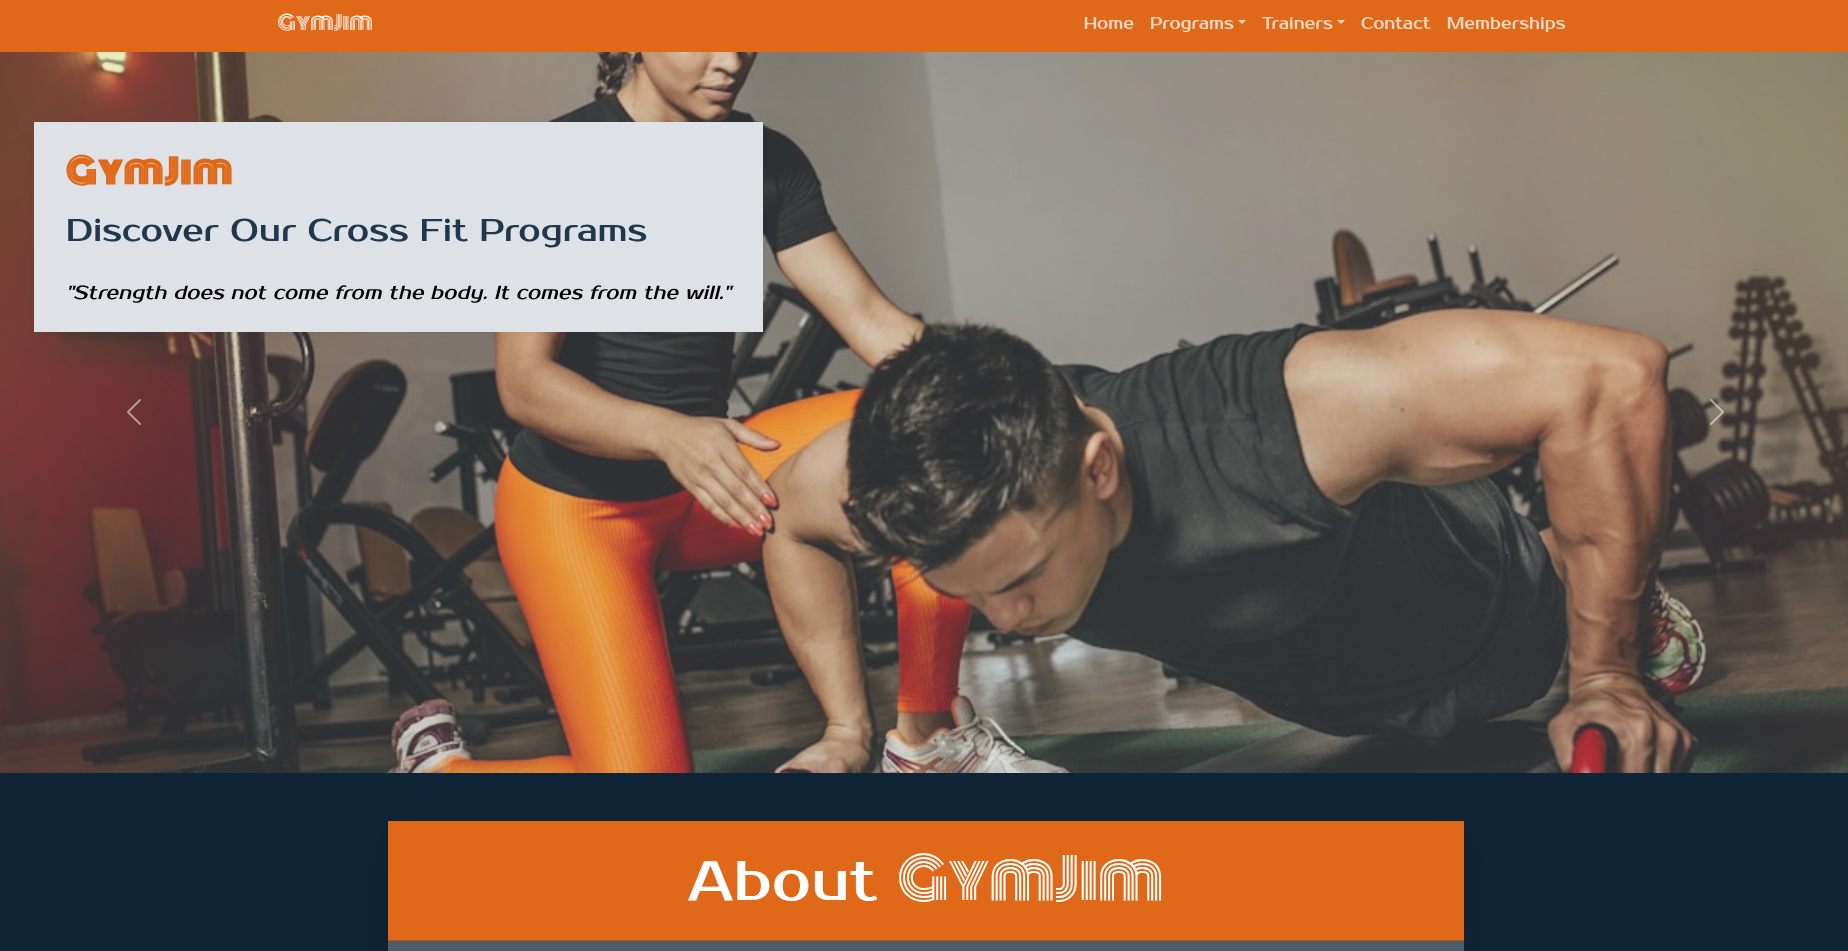 GymJim
Home Programs Trainers Contact Memberships
GymJim
Discover Our Cross Fit Programs
"Strength does not come from the body. It comes from the will."
About GymJim